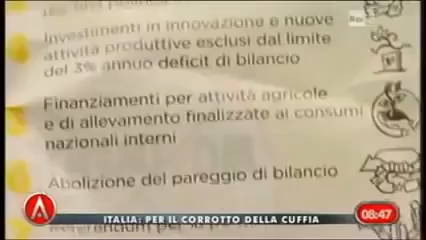 Rai
Investimenti in innovazione e nuove
attività produttive esclusi dal limite
del 3% annuo deficit di bilancio
Finanziamenti per attività agricole
e di allevamento finalizzate ai consumi
nazionali interni
Abolizione del pareggio di bilancio
A
ITALIA: PER IL CORROTTO DELLA CUFFIA
08:47